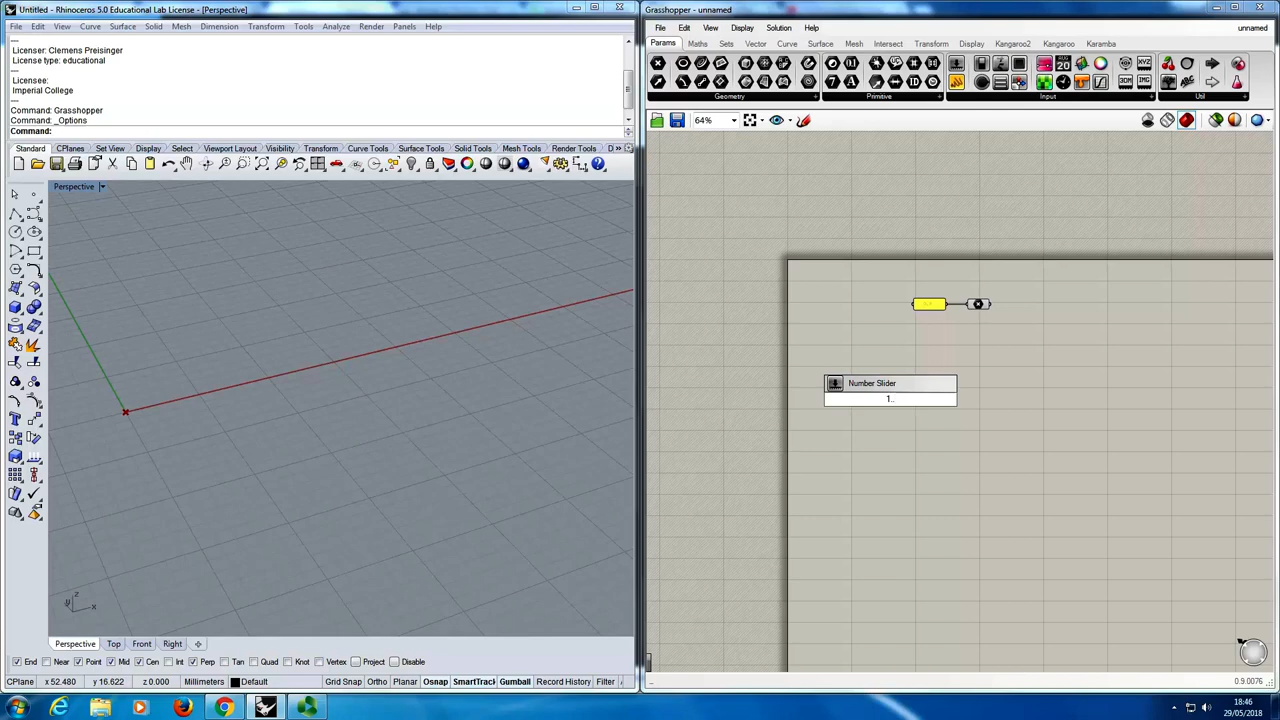 Untitled - Rhinoceros 5.0 Educational Lab License - [Perspective]
File Edit View Curve Surface Solid Mesh Dimension Transform Tools Analyze Render Panels Help
---
Licenser: Clemens Preisinger
License type: educational
---
Licensee:
Imperial College
---
Command: Grasshopper
Command: _Options
Command:
Standard CPlanes Set View Display Select Viewport Layout Visibility Transform Curve Tools Surface Tools Solid Tools Mesh Tools Render Tools D »
Perspective
z
y
x
Perspective Top Front Right
End Near Point Mid Cen Int Perp Tan Quad Knot Vertex Project Disable
CPlane x 52.480 y 16.622 z 0.000 Millimeters Default Grid Snap Ortho Planar Osnap SmartTrack Gumball Record History Filter
Grasshopper - unnamed
File Edit View Display Solution Help
unnamed
Params Maths Sets Vector Curve Surface Mesh Intersect Transform Display Kangaroo2 Kangaroo Karamba
Geometry Primitive Input Util
64%
Number Slider
1..
0.9.0076
18:46
29/05/2018